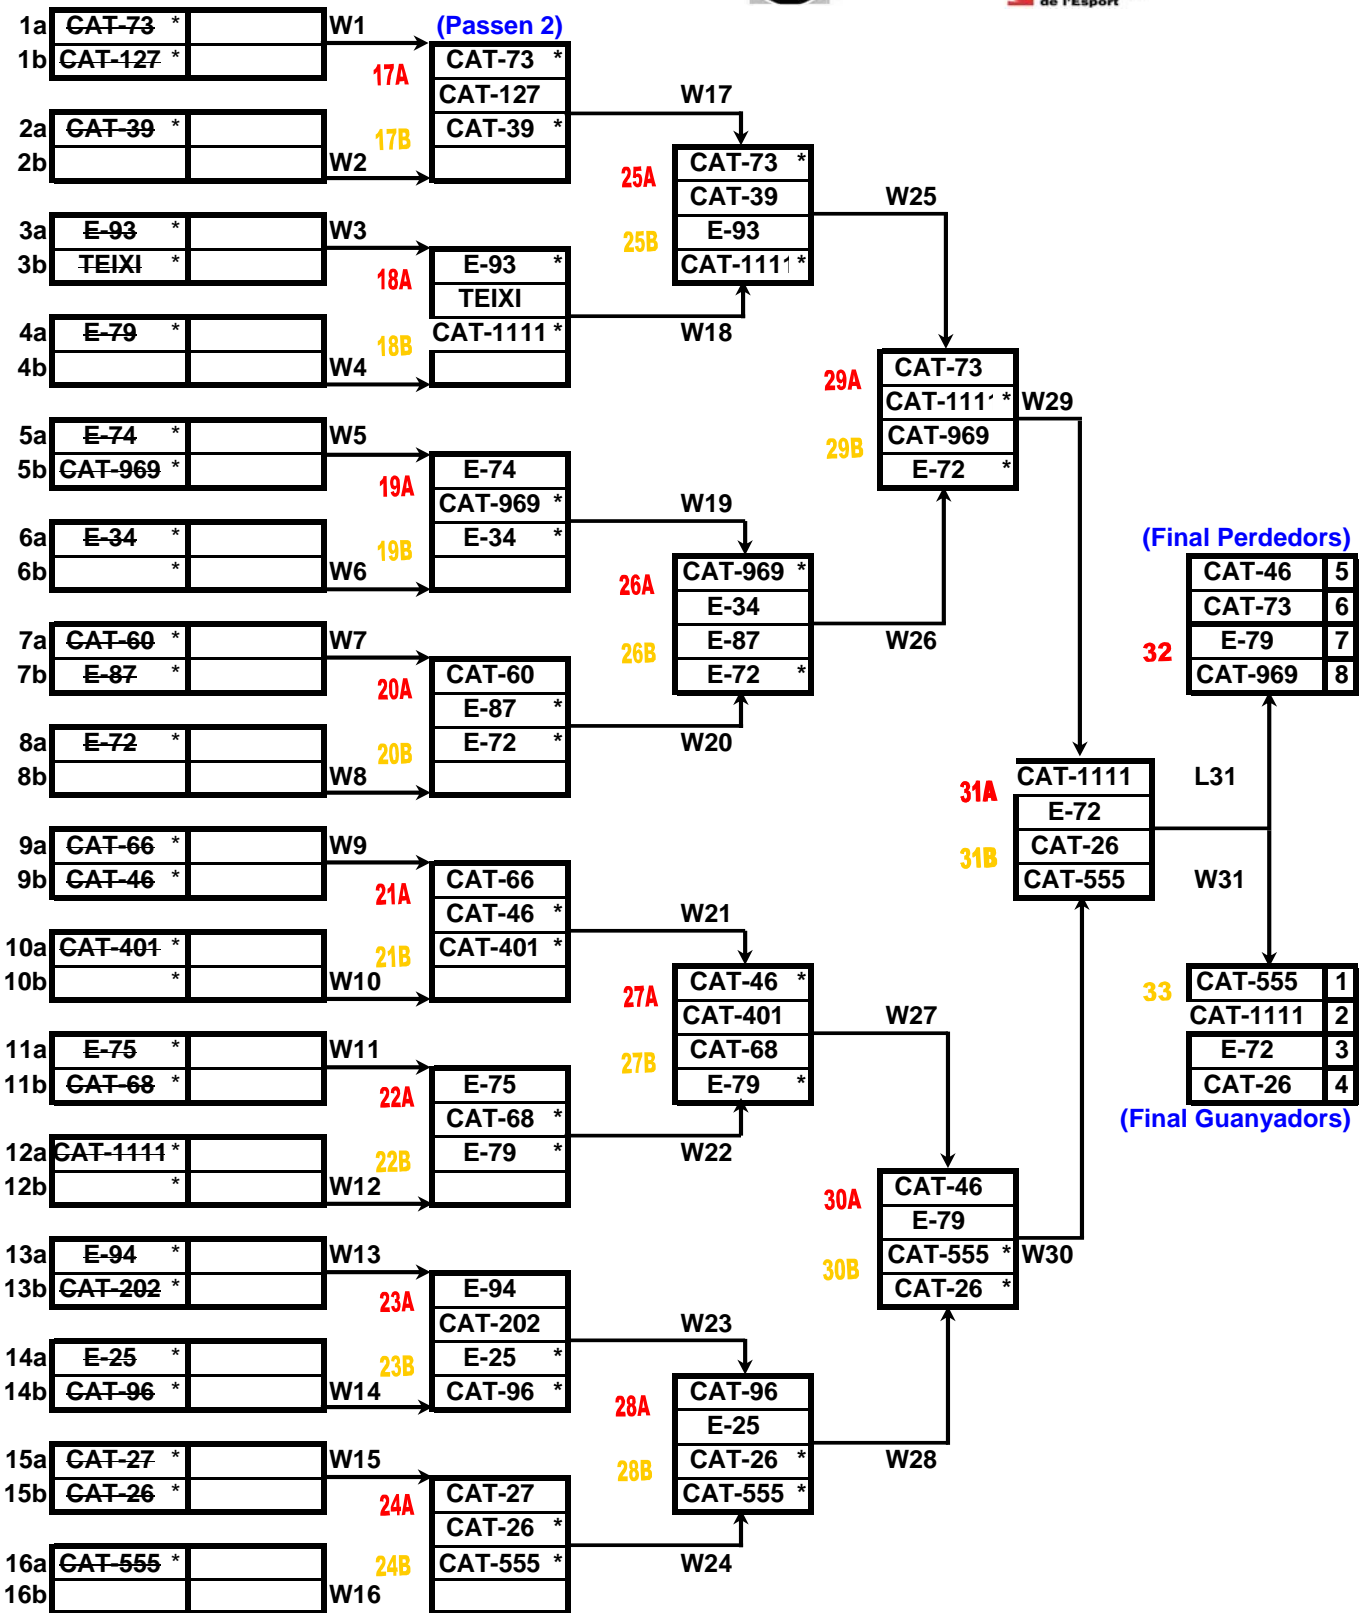 de l'Esport
1a CAT-73 * W1 (Passen 2)
1b CAT-127 *
17A CAT-73 *
CAT-127
W17
2a CAT-39 *
17B CAT-39 *
2b W2
25A CAT-73 *
CAT-39
W25
3a E-93 * W3
25B E-93
3b TEIXI *
18A E-93 *
CAT-1111 *
TEIXI
4a E-79 *
18B CAT-1111 *
W18
4b W4
29A CAT-73
CAT-111 * W29
5a E-74 * W5
29B CAT-969
5b CAT-969 *
19A E-74
E-72 *
CAT-969 *
W19
6a E-34 *
19B E-34 *
(Final Perdedors)
6b * W6
26A CAT-969 *
CAT-46 5
E-34
CAT-73 6
7a CAT-60 * W7
26B E-87
W26
32 E-79 7
7b E-87 *
20A CAT-60
E-72 *
CAT-969 8
E-87 *
8a E-72 *
20B E-72 *
W20
8b W8
31A CAT-1111
L31
E-72
9a CAT-66 * W9
31B CAT-26
9b CAT-46 *
21A CAT-66
CAT-555
W31
CAT-46 *
W21
10a CAT-401 *
21B CAT-401 *
10b * W10
27A CAT-46 *
33 CAT-555 1
CAT-401
W27
CAT-1111 2
11a E-75 * W11
27B CAT-68
E-72 3
11b CAT-68 *
22A E-75
E-79 *
CAT-26 4
CAT-68 *
(Final Guanyadors)
12a CAT-1111 *
22B E-79 *
W22
12b * W12
30A CAT-46
E-79
13a E-94 * W13
30B CAT-555 * W30
13b CAT-202 *
23A E-94
CAT-26 *
CAT-202
W23
14a E-25 *
23B E-25 *
14b CAT-96 * W14
CAT-96 *
28A CAT-96
E-25
15a CAT-27 * W15
28B CAT-26 *
W28
15b CAT-26 *
24A CAT-27
CAT-555 *
CAT-26 *
16a CAT-555 *
24B CAT-555 *
W24
16b W16